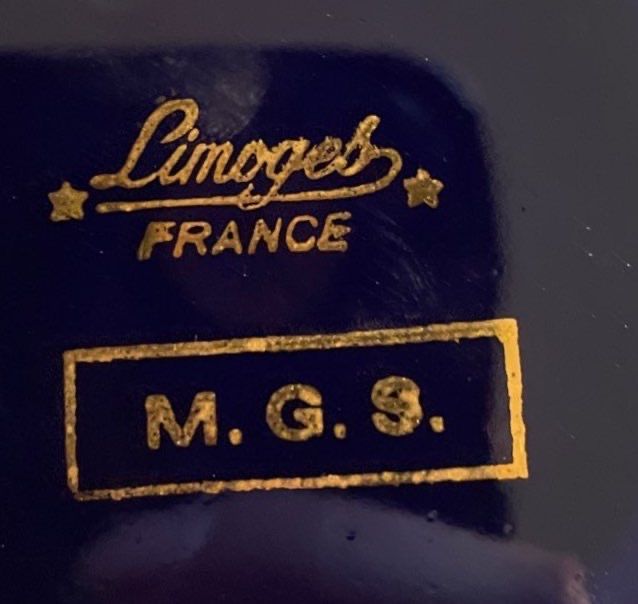 Limoges
FRANCE
M. G. S.